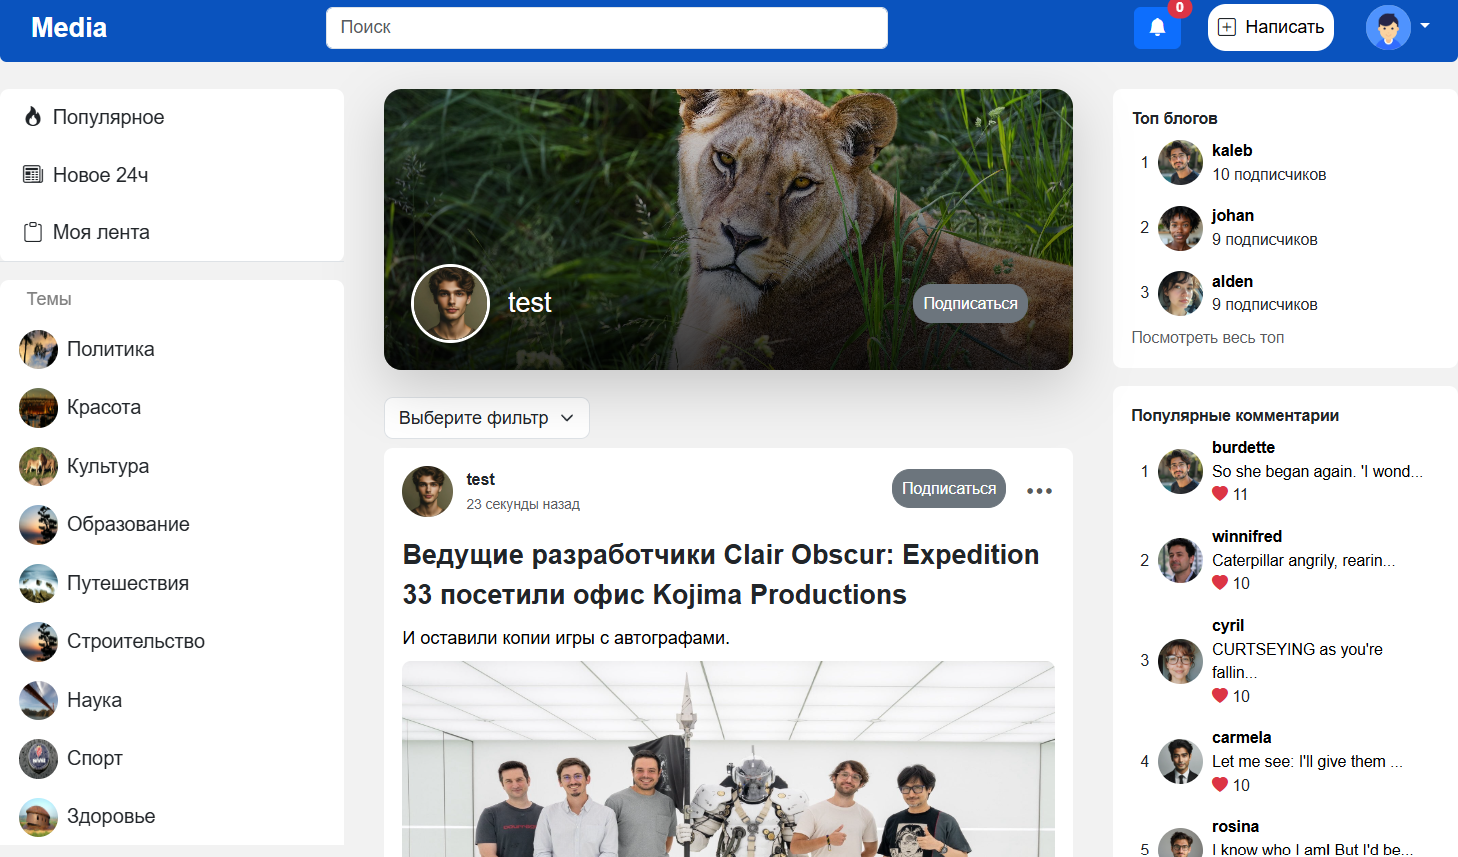 Media
Поиск
0
Написать
Популярное
Новое 24ч
Моя лента
Темы
Политика
Красота
Культура
Образование
Путешествия
Строительство
Наука
Спорт
Здоровье
test
Подписаться
Выберите фильтр
test
23 секунды назад
Подписаться
Ведущие разработчики Clair Obscur: Expedition
33 посетили офис Kojima Productions
И оставили копии игры с автографами.
Топ блогов
1
kaleb
10 подписчиков
2
johan
9 подписчиков
3
alden
9 подписчиков
Посмотреть весь топ
Популярные комментарии
1
burdette
So she began again. 'I wond...
11
2
winnifred
Caterpillar angrily, rearin...
10
3
cyril
CURTSEYING as you're
fallin...
10
4
carmela
Let me see: I'll give them ...
10
5
rosina
I know who I am! But I'd be...